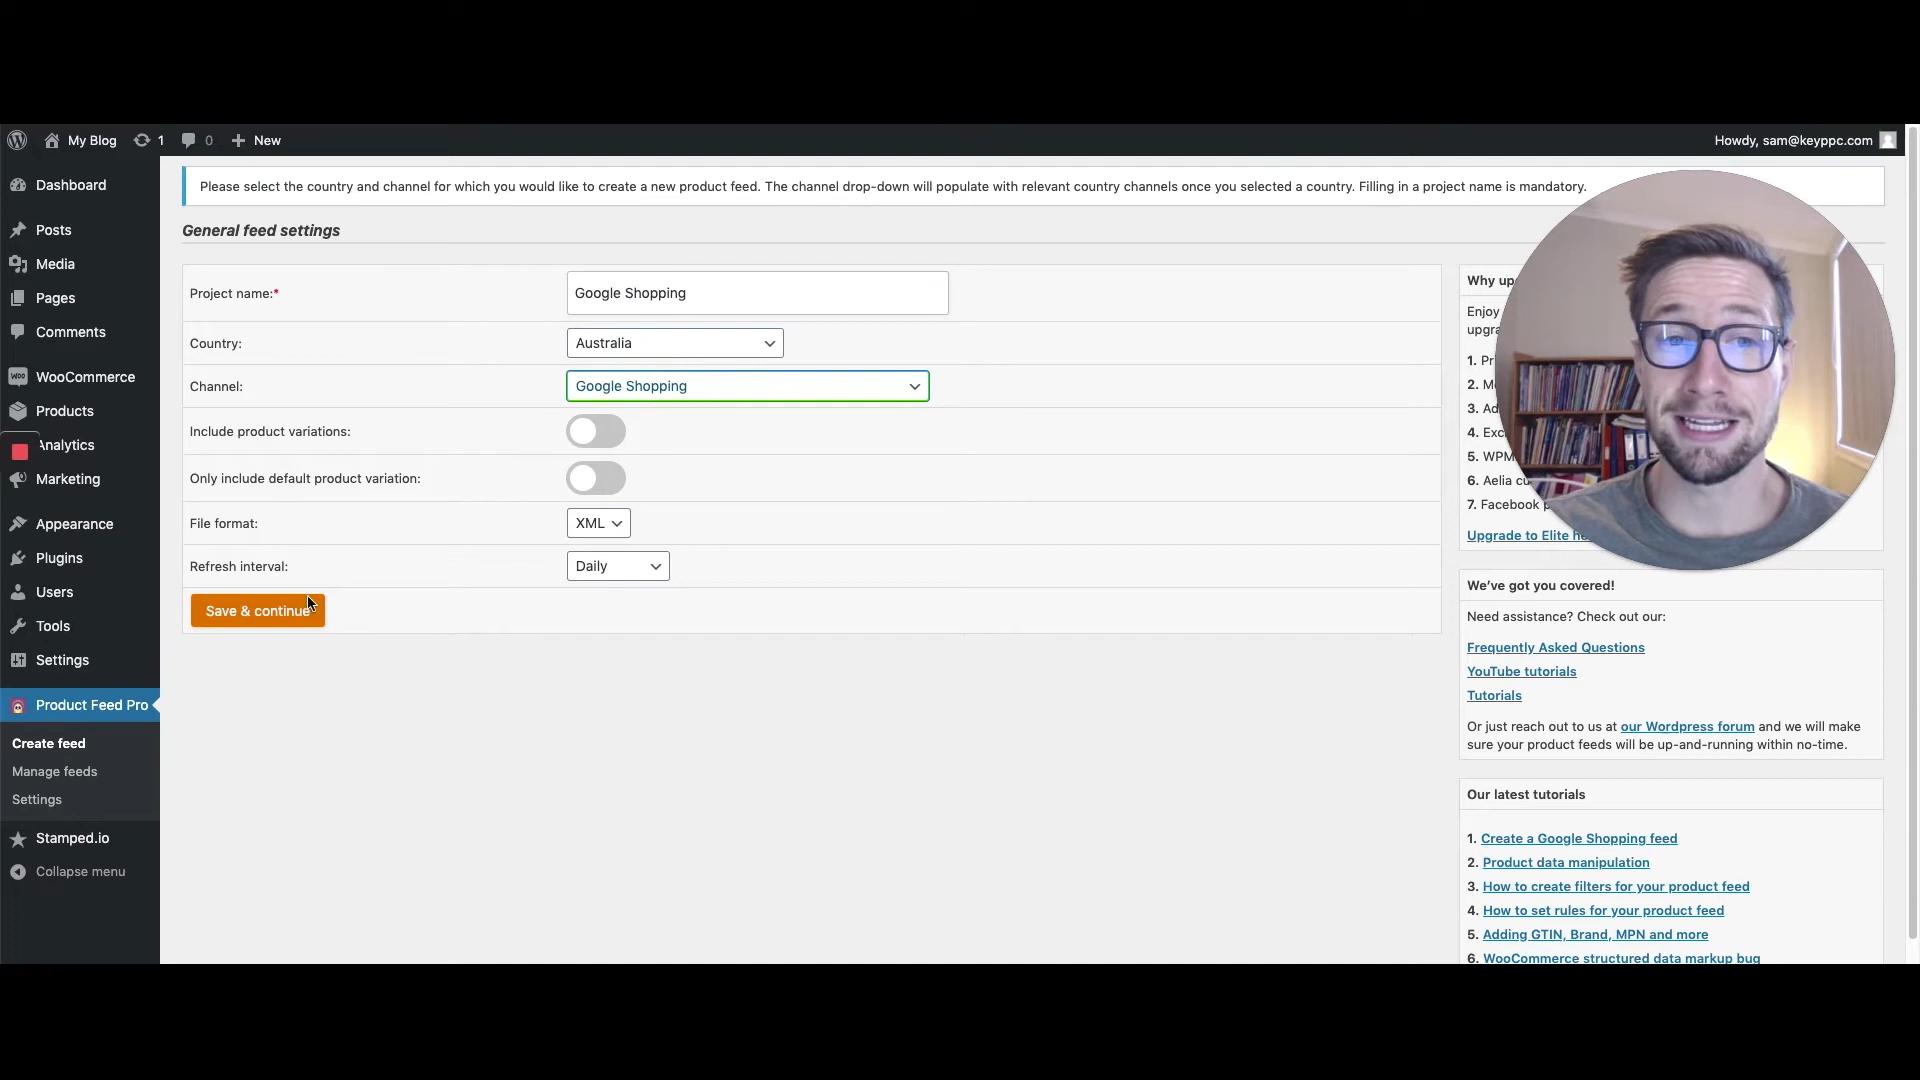 My Blog 1 0 New Howdy, sam@keyppc.com
Dashboard
Posts
Media
Pages
Comments
WOO WooCommerce
Products
Analytics
Marketing
Appearance
Plugins
Users
Tools
Settings
Product Feed Pro
Create feed
Manage feeds
Settings
Stamped.io
Collapse menu
Please select the country and channel for which you would like to create a new product feed. The channel drop-down will populate with relevant country channels once you selected a country. Filling in a project name is mandatory.
General feed settings
Project name:* Google Shopping
Country: Australia
Channel: Google Shopping
Include product variations:
Only include default product variation:
File format: XML
Refresh interval: Daily
Save & continue
Why
Enjoy
1.
2.
3.
4.
5. WPM
6. Aelia
7. Facebook
Upgrade to Elite
We've got you covered!
Need assistance? Check out our:
Frequently Asked Questions
YouTube tutorials
Tutorials
Or just reach out to us at our Wordpress forum and we will make
sure your product feeds will be up-and-running within no-time.
Our latest tutorials
1. Create a Google Shopping feed
2. Product data manipulation
3. How to create filters for your product feed
4. How to set rules for your product feed
5. Adding GTIN, Brand, MPN and more
6. WooCommerce structured data markup bug